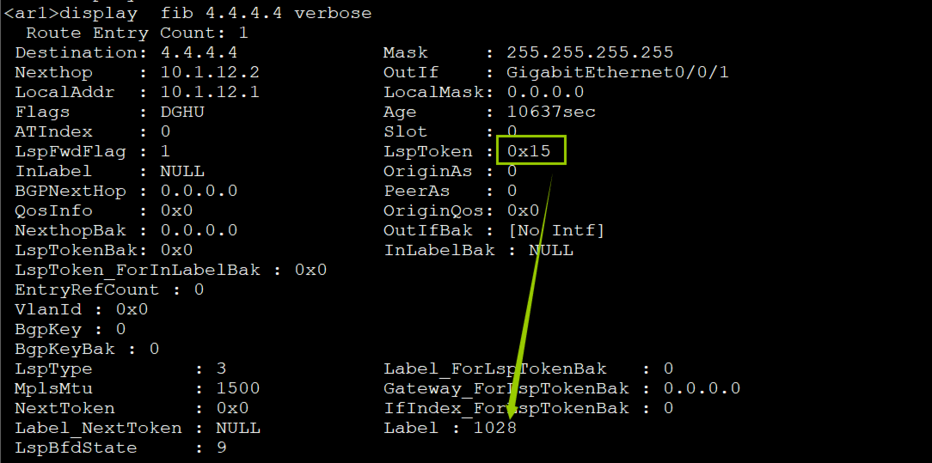 <ar1>display  fib 4.4.4.4 verbose
  Route Entry Count: 1
 Destination: 4.4.4.4              Mask     : 255.255.255.255
 Nexthop    : 10.1.12.2            OutIf    : GigabitEthernet0/0/1
 LocalAddr  : 10.1.12.1            LocalMask: 0.0.0.0
 Flags      : DGHU                 Age      : 10637sec
 ATIndex    : 0                    Slot     : 0
 LspFwdFlag : 1                    LspToken : 0x15
 InLabel    : NULL                 OriginAs : 0
 BGPNextHop : 0.0.0.0              PeerAs   : 0
 QosInfo    : 0x0                  OriginQos: 0x0
 NexthopBak : 0.0.0.0              OutIfBak : [No Intf]
 LspTokenBak: 0x0                  InLabelBak : NULL
 LspToken_ForInLabelBak : 0x0
 EntryRefCount : 0
 VlanId : 0x0
 BgpKey : 0
 BgpKeyBak : 0
 LspType         : 3               Label_ForLspTokenBak   : 0
 MplsMtu         : 1500            Gateway_ForLspTokenBak : 0.0.0.0
 NextToken       : 0x0             IfIndex_ForLspTokenBak : 0
 Label_NextToken : NULL            Label : 1028
 LspBfdState     : 9